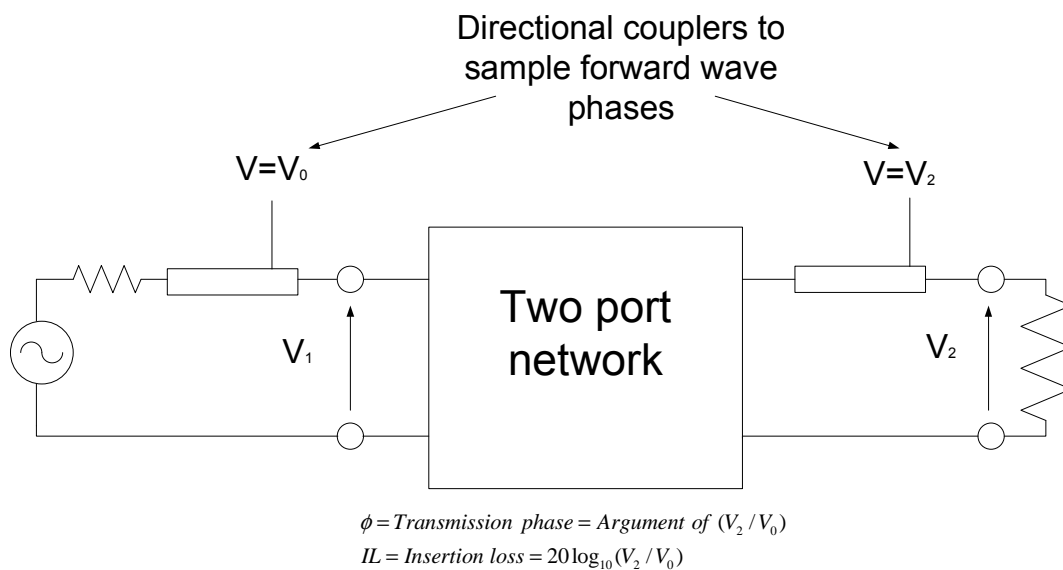 Directional couplers to
sample forward wave
phases
V=V₀
V=V₂
Two port
network
V₁
V₂
ϕ = Transmission phase = Argument of (V₂ / V₀)
IL = Insertion loss = 20 log₁₀(V₂ / V₀)